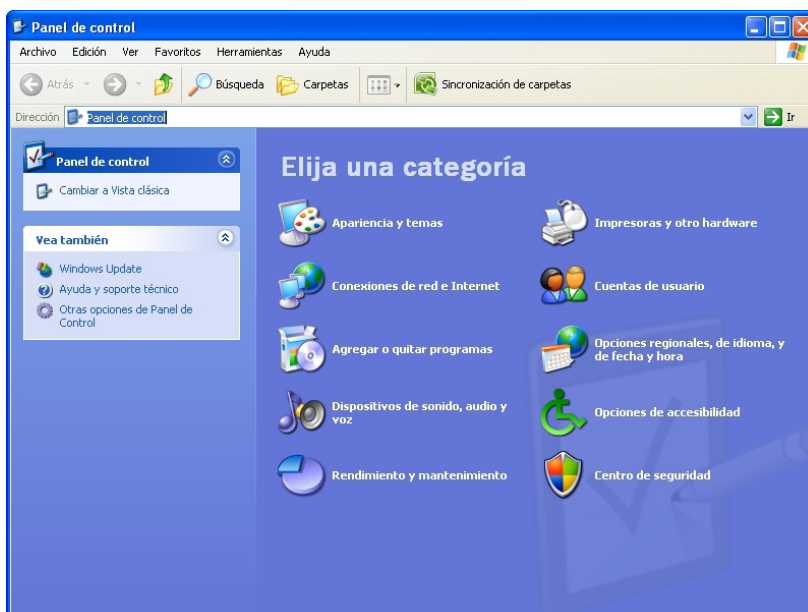 Panel de control
Archivo Edición Ver Favoritos Herramientas Ayuda
Atrás Búsqueda Carpetas Sincronización de carpetas
Dirección Panel de control Ir
Panel de control
Cambiar a Vista clásica
Vea también
Windows Update
Ayuda y soporte técnico
Otras opciones de Panel de
Control
Elija una categoría
Apariencia y temas
Impresoras y otro hardware
Conexiones de red e Internet
Cuentas de usuario
Agregar o quitar programas
Opciones regionales, de idioma, y
de fecha y hora
Dispositivos de sonido, audio y
voz
Opciones de accesibilidad
Rendimiento y mantenimiento
Centro de seguridad